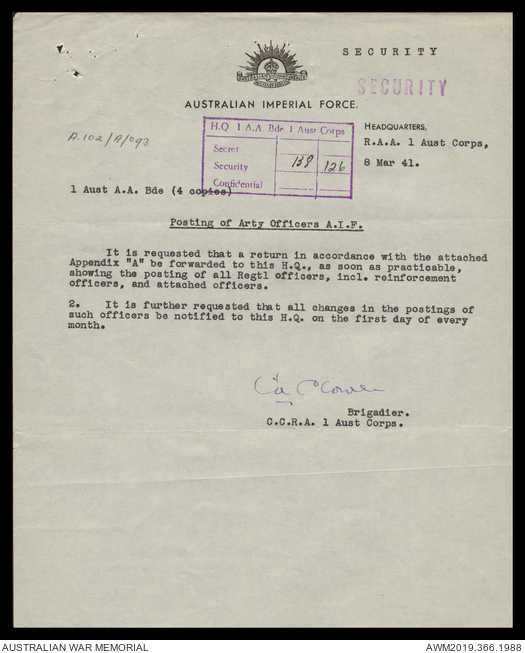 SECURITY
SECURITY
AUSTRALIAN IMPERIAL FORCE.
A.102/A/093
H.Q 1 A.A. Bde 1 Aust Corps
Secret
Security 138 126
Confidential
HEADQUARTERS,
R.A.A. 1 Aust Corps,
8 Mar 41.
1 Aust A.A. Bde (4 copies)
Posting of Arty Officers A.I.F.
It is requested that a return in accordance with the attached
Appendix "A" be forwarded to this H.Q., as soon as practicable,
showing the posting of all Regtl officers, incl. reinforcement
officers, and attached officers.
2. It is further requested that all changes in the postings of
such officers be notified to this H.Q. on the first day of every
month.
Brigadier.
C.C.R.A. 1 Aust Corps.
AUSTRALIAN WAR MEMORIAL
AWM2019.366.1988